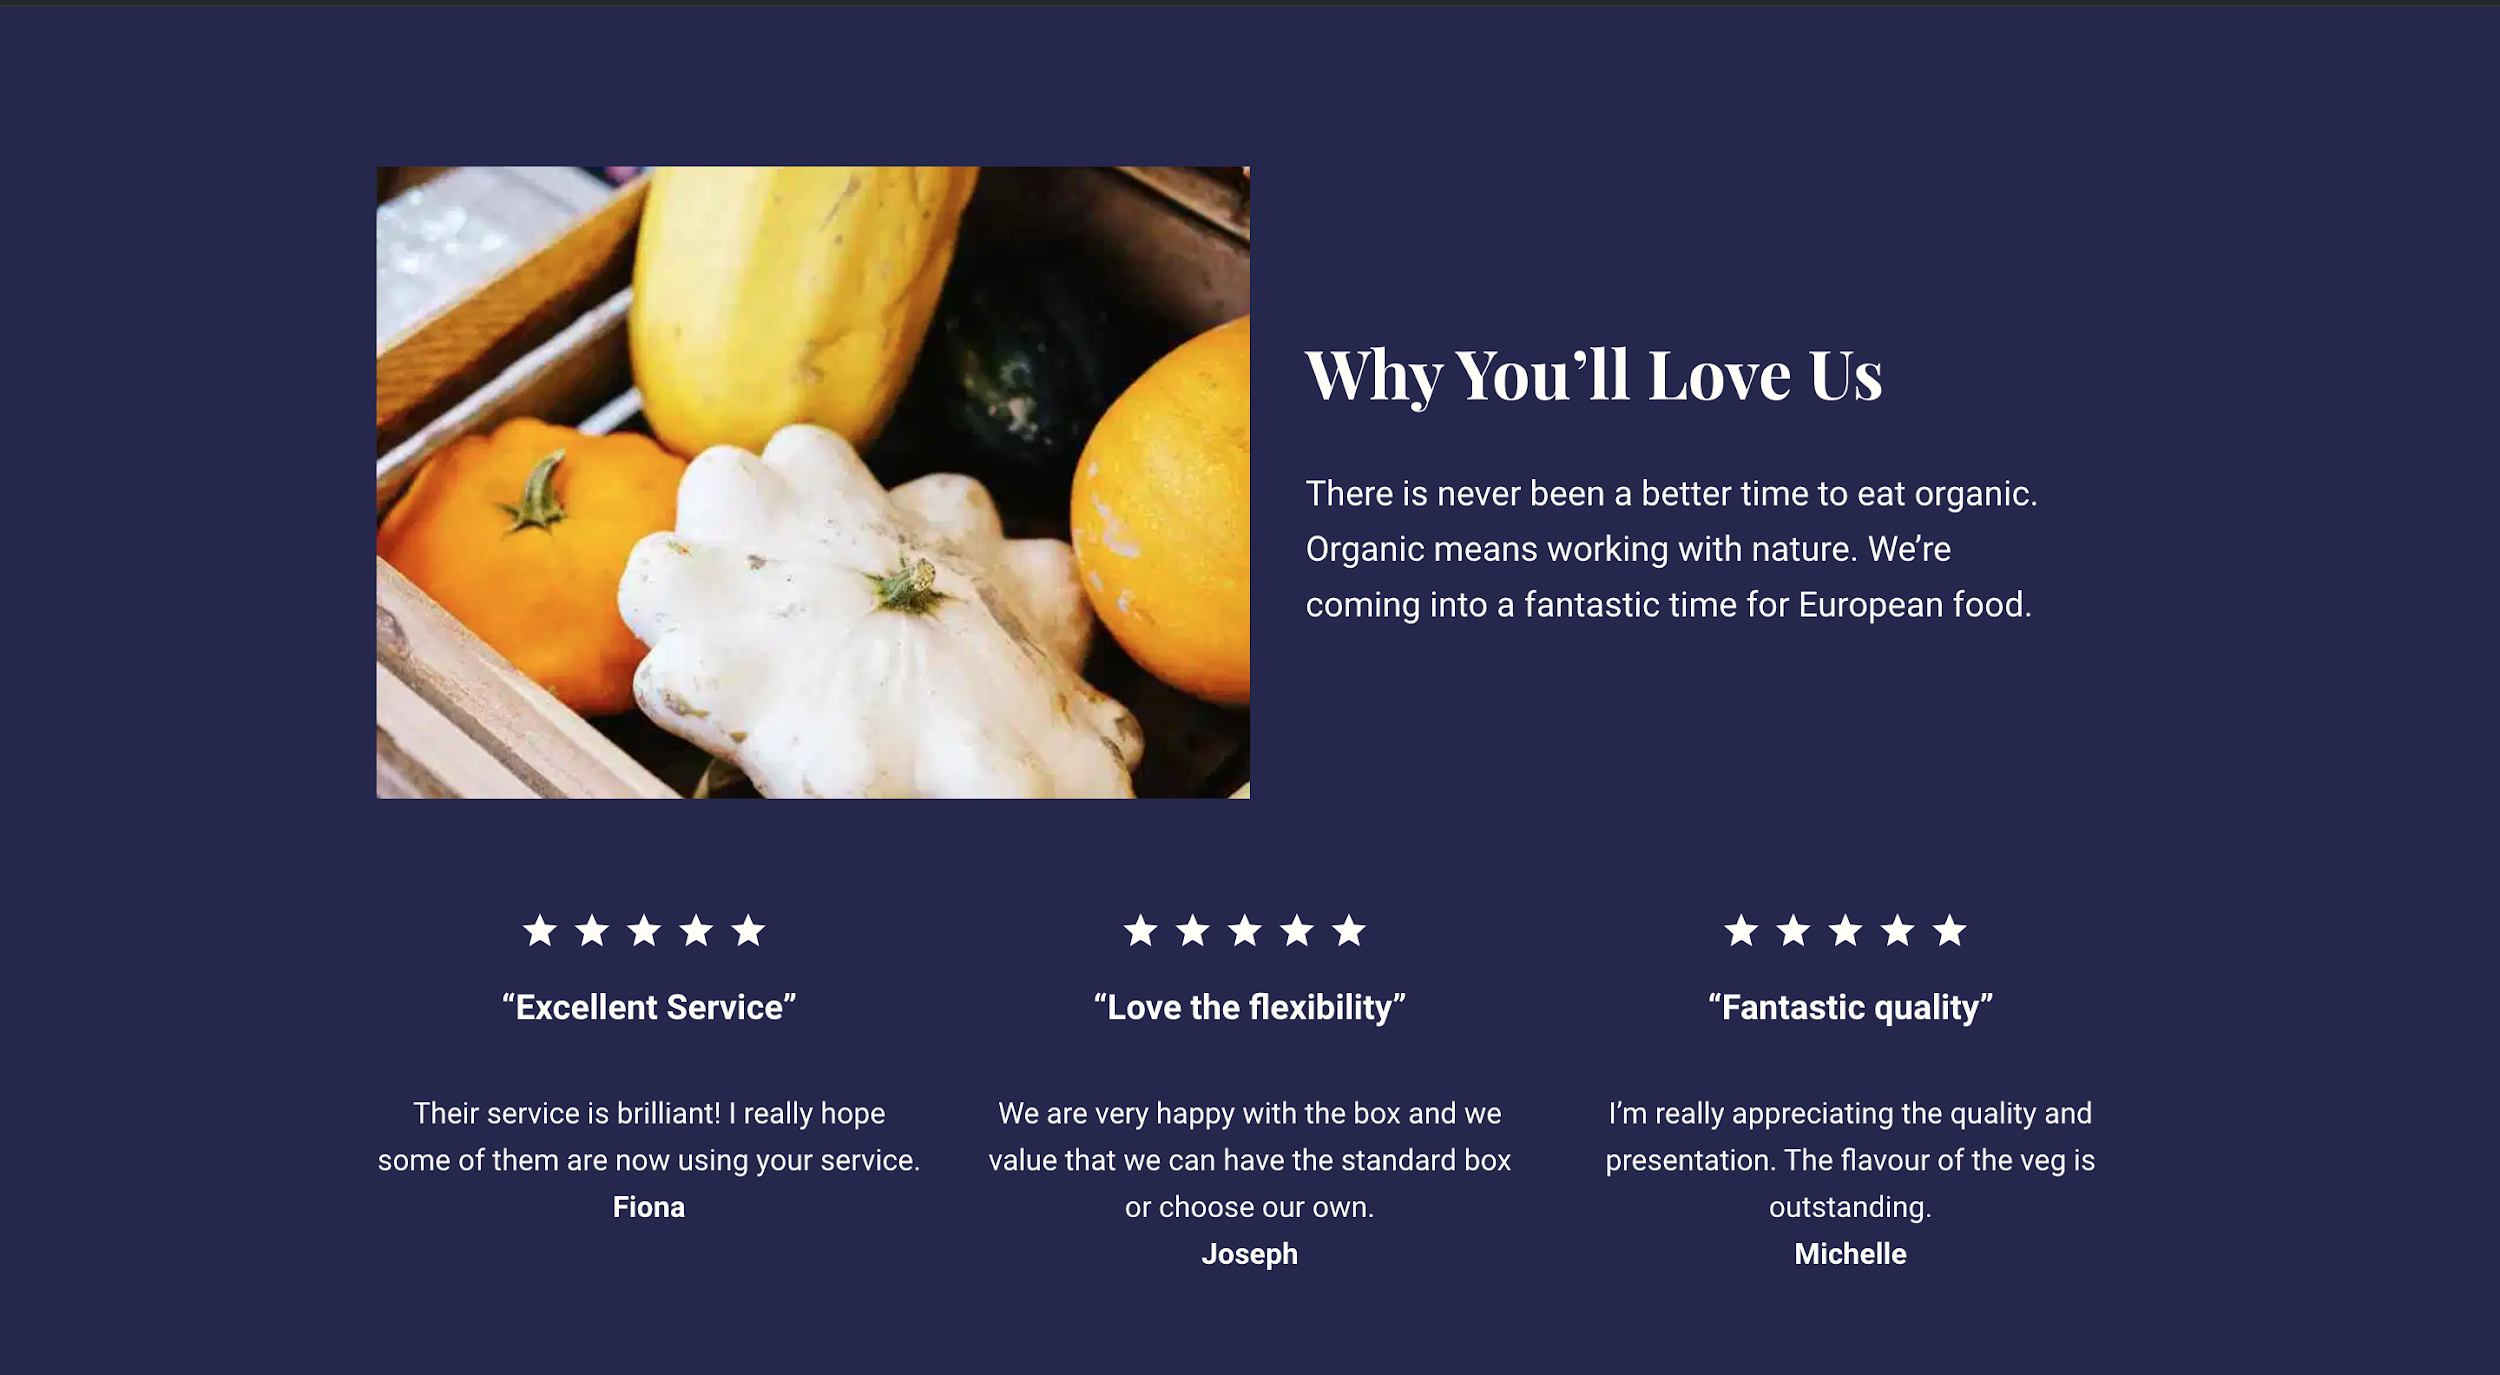 Why You’ll Love Us
There is never been a better time to eat organic.
Organic means working with nature. We’re
coming into a fantastic time for European food.
“Excellent Service”
Their service is brilliant! I really hope
some of them are now using your service.
Fiona
“Love the flexibility”
We are very happy with the box and we
value that we can have the standard box
or choose our own.
Joseph
“Fantastic quality”
I’m really appreciating the quality and
presentation. The flavour of the veg is
outstanding.
Michelle